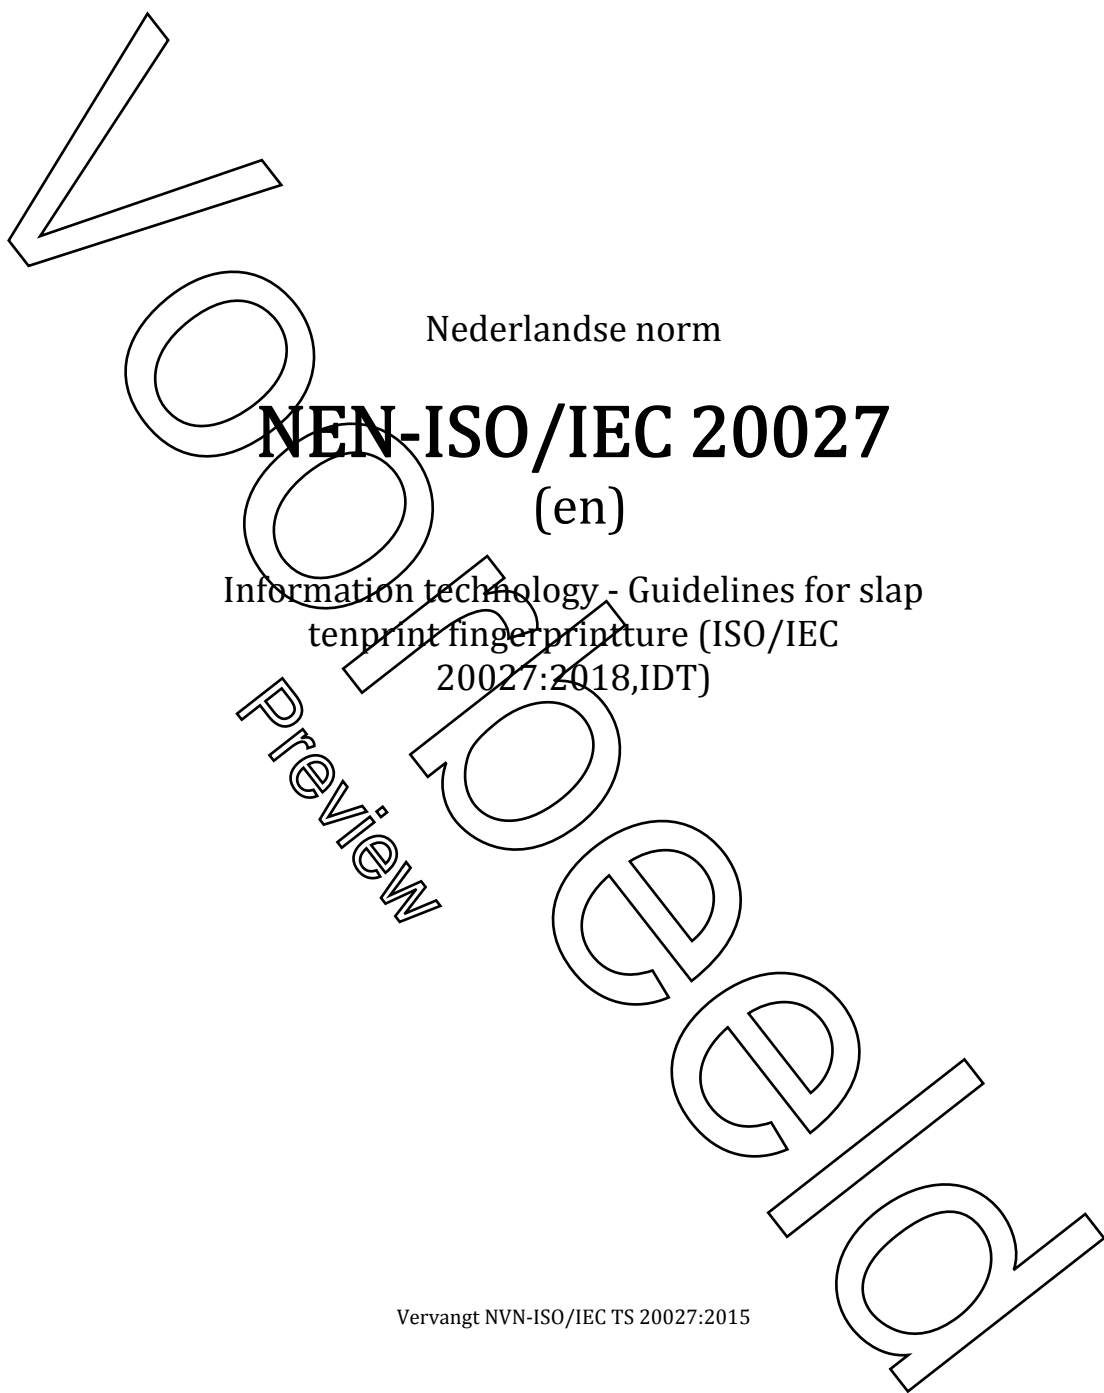 Nederlandse norm
NEN-ISO/IEC 20027
(en)
Information technology - Guidelines for slap
tenprint fingerprintture (ISO/IEC
20027:2018,IDT)
Voorbeeld
Preview
Vervangt NVN-ISO/IEC TS 20027:2015